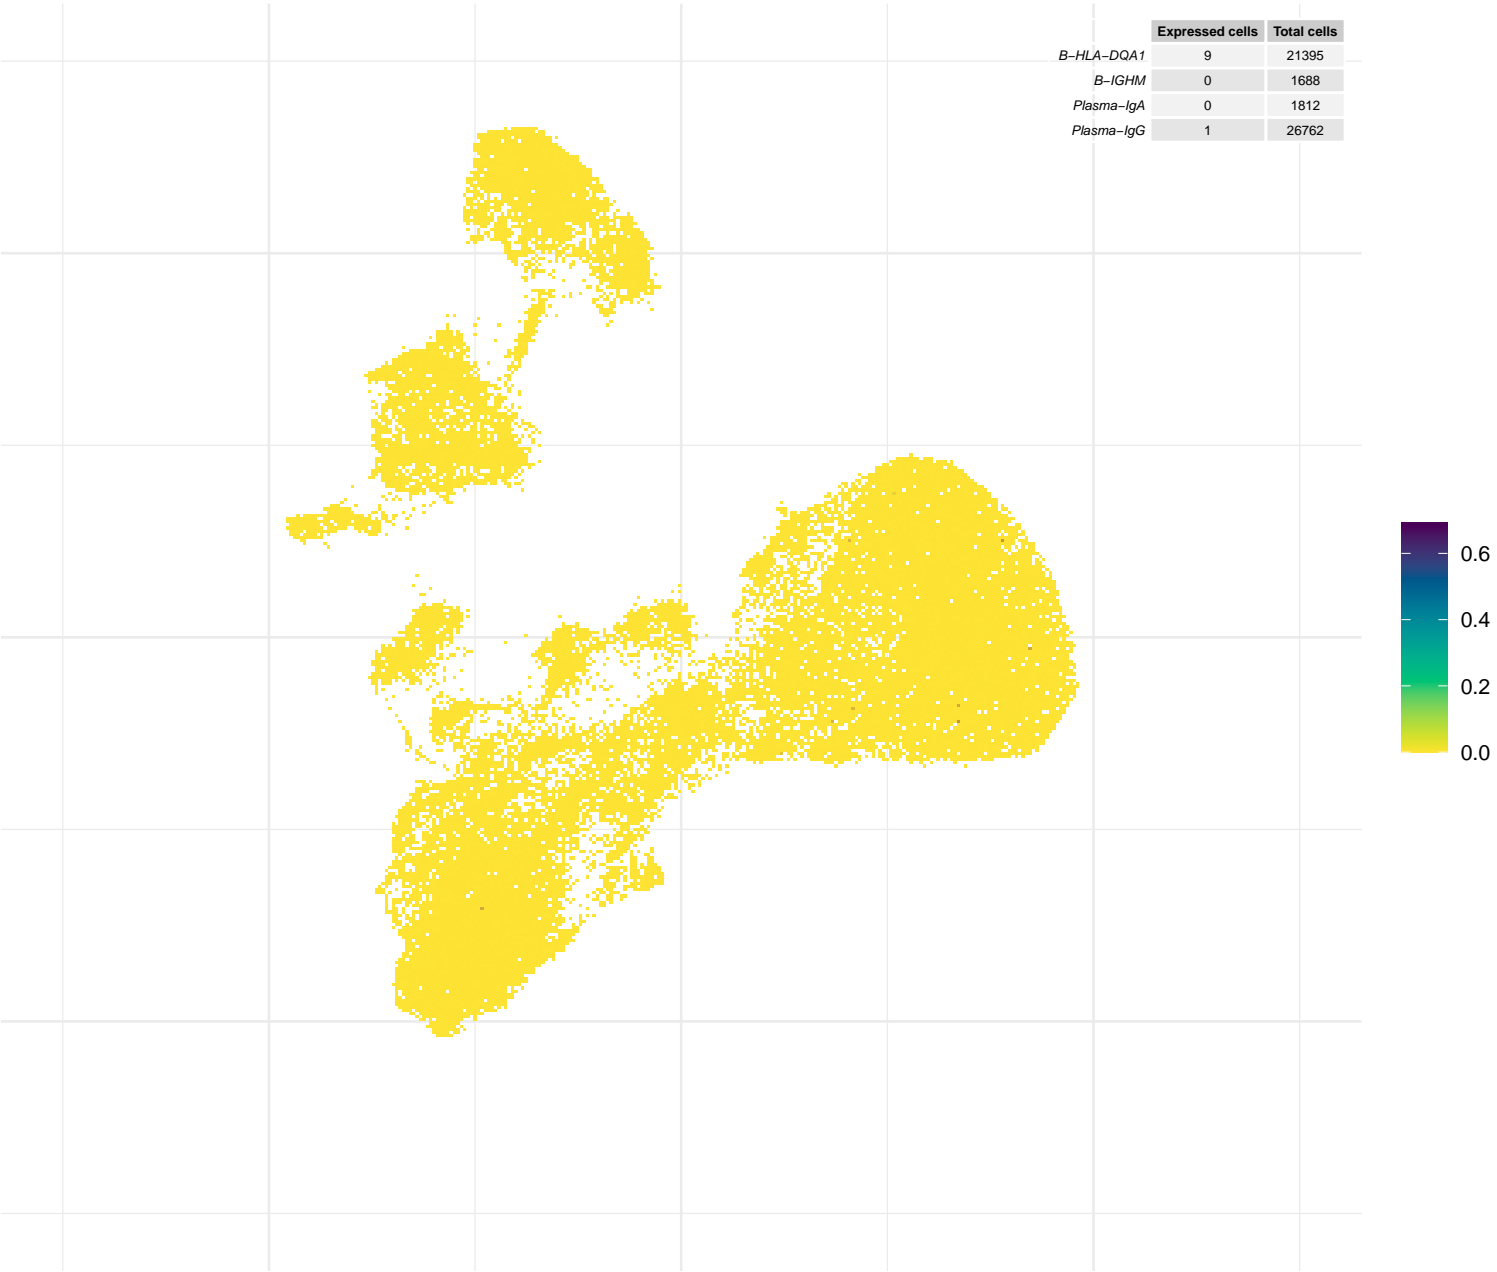 Expressed cells Total cells
B−HLA−DQA1 9 21395
B−IGHM 0 1688
Plasma−IgA 0 1812
Plasma−IgG 1 26762
0.6
0.4
0.2
0.0